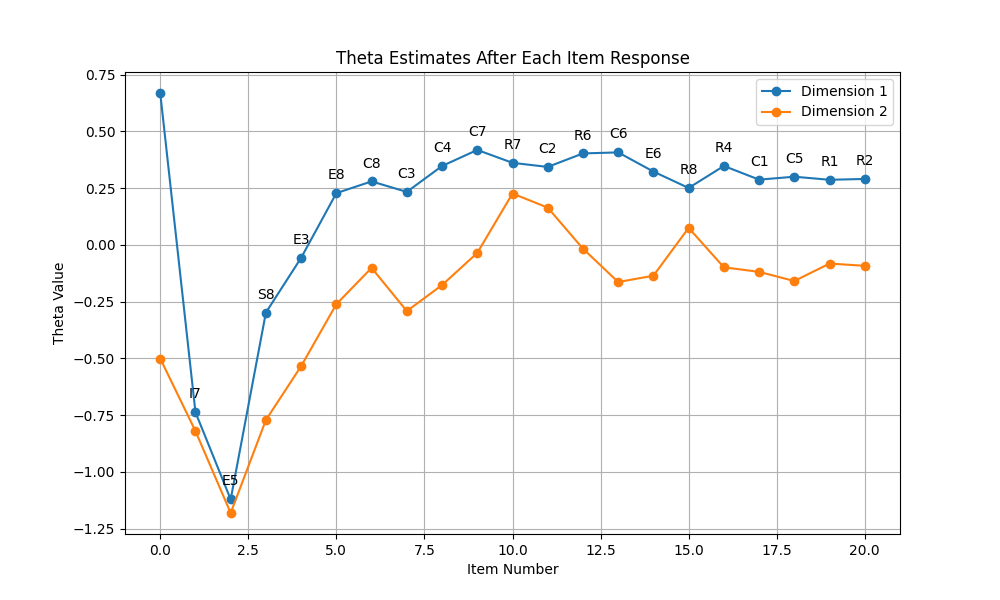 Theta Estimates After Each Item Response
Dimension 1
Dimension 2
Theta Value
0.75
0.50
0.25
0.00
−0.25
−0.50
−0.75
−1.00
−1.25
I7
E5
S8
E3
E8
C8
C3
C4
C7
R7
C2
R6
C6
E6
R8
R4
C1
C5
R1
R2
0.0 2.5 5.0 7.5 10.0 12.5 15.0 17.5 20.0
Item Number